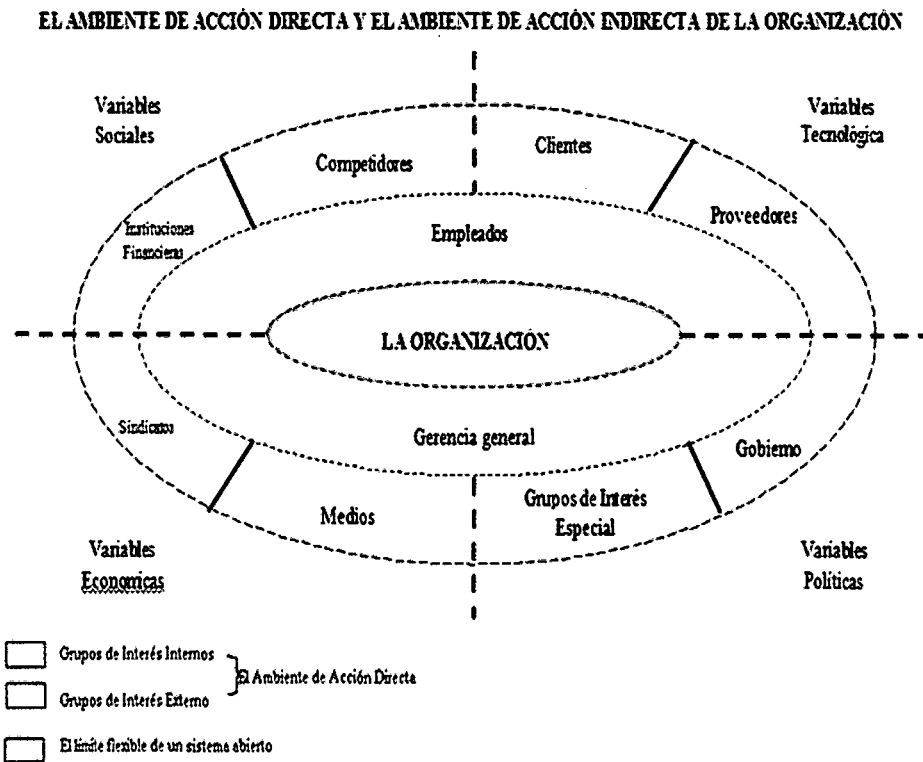 EL AMBIENTE DE ACCIÓN DIRECTA Y EL AMBIENTE DE ACCIÓN INDIRECTA DE LA ORGANIZACIÓN
Variables
Sociales
Variables
Tecnológica
Competidores
Clientes
Instituciones
Financieras
Proveedores
Empleados
LA ORGANIZACIÓN
Sindicatos
Gerencia general
Gobierno
Medios
Grupos de Interés
Especial
Variables
Economicas
Variables
Políticas
Grupos de Interés Internos
Grupos de Interés Externo
El Ambiente de Acción Directa
El límite flexible de un sistema abierto